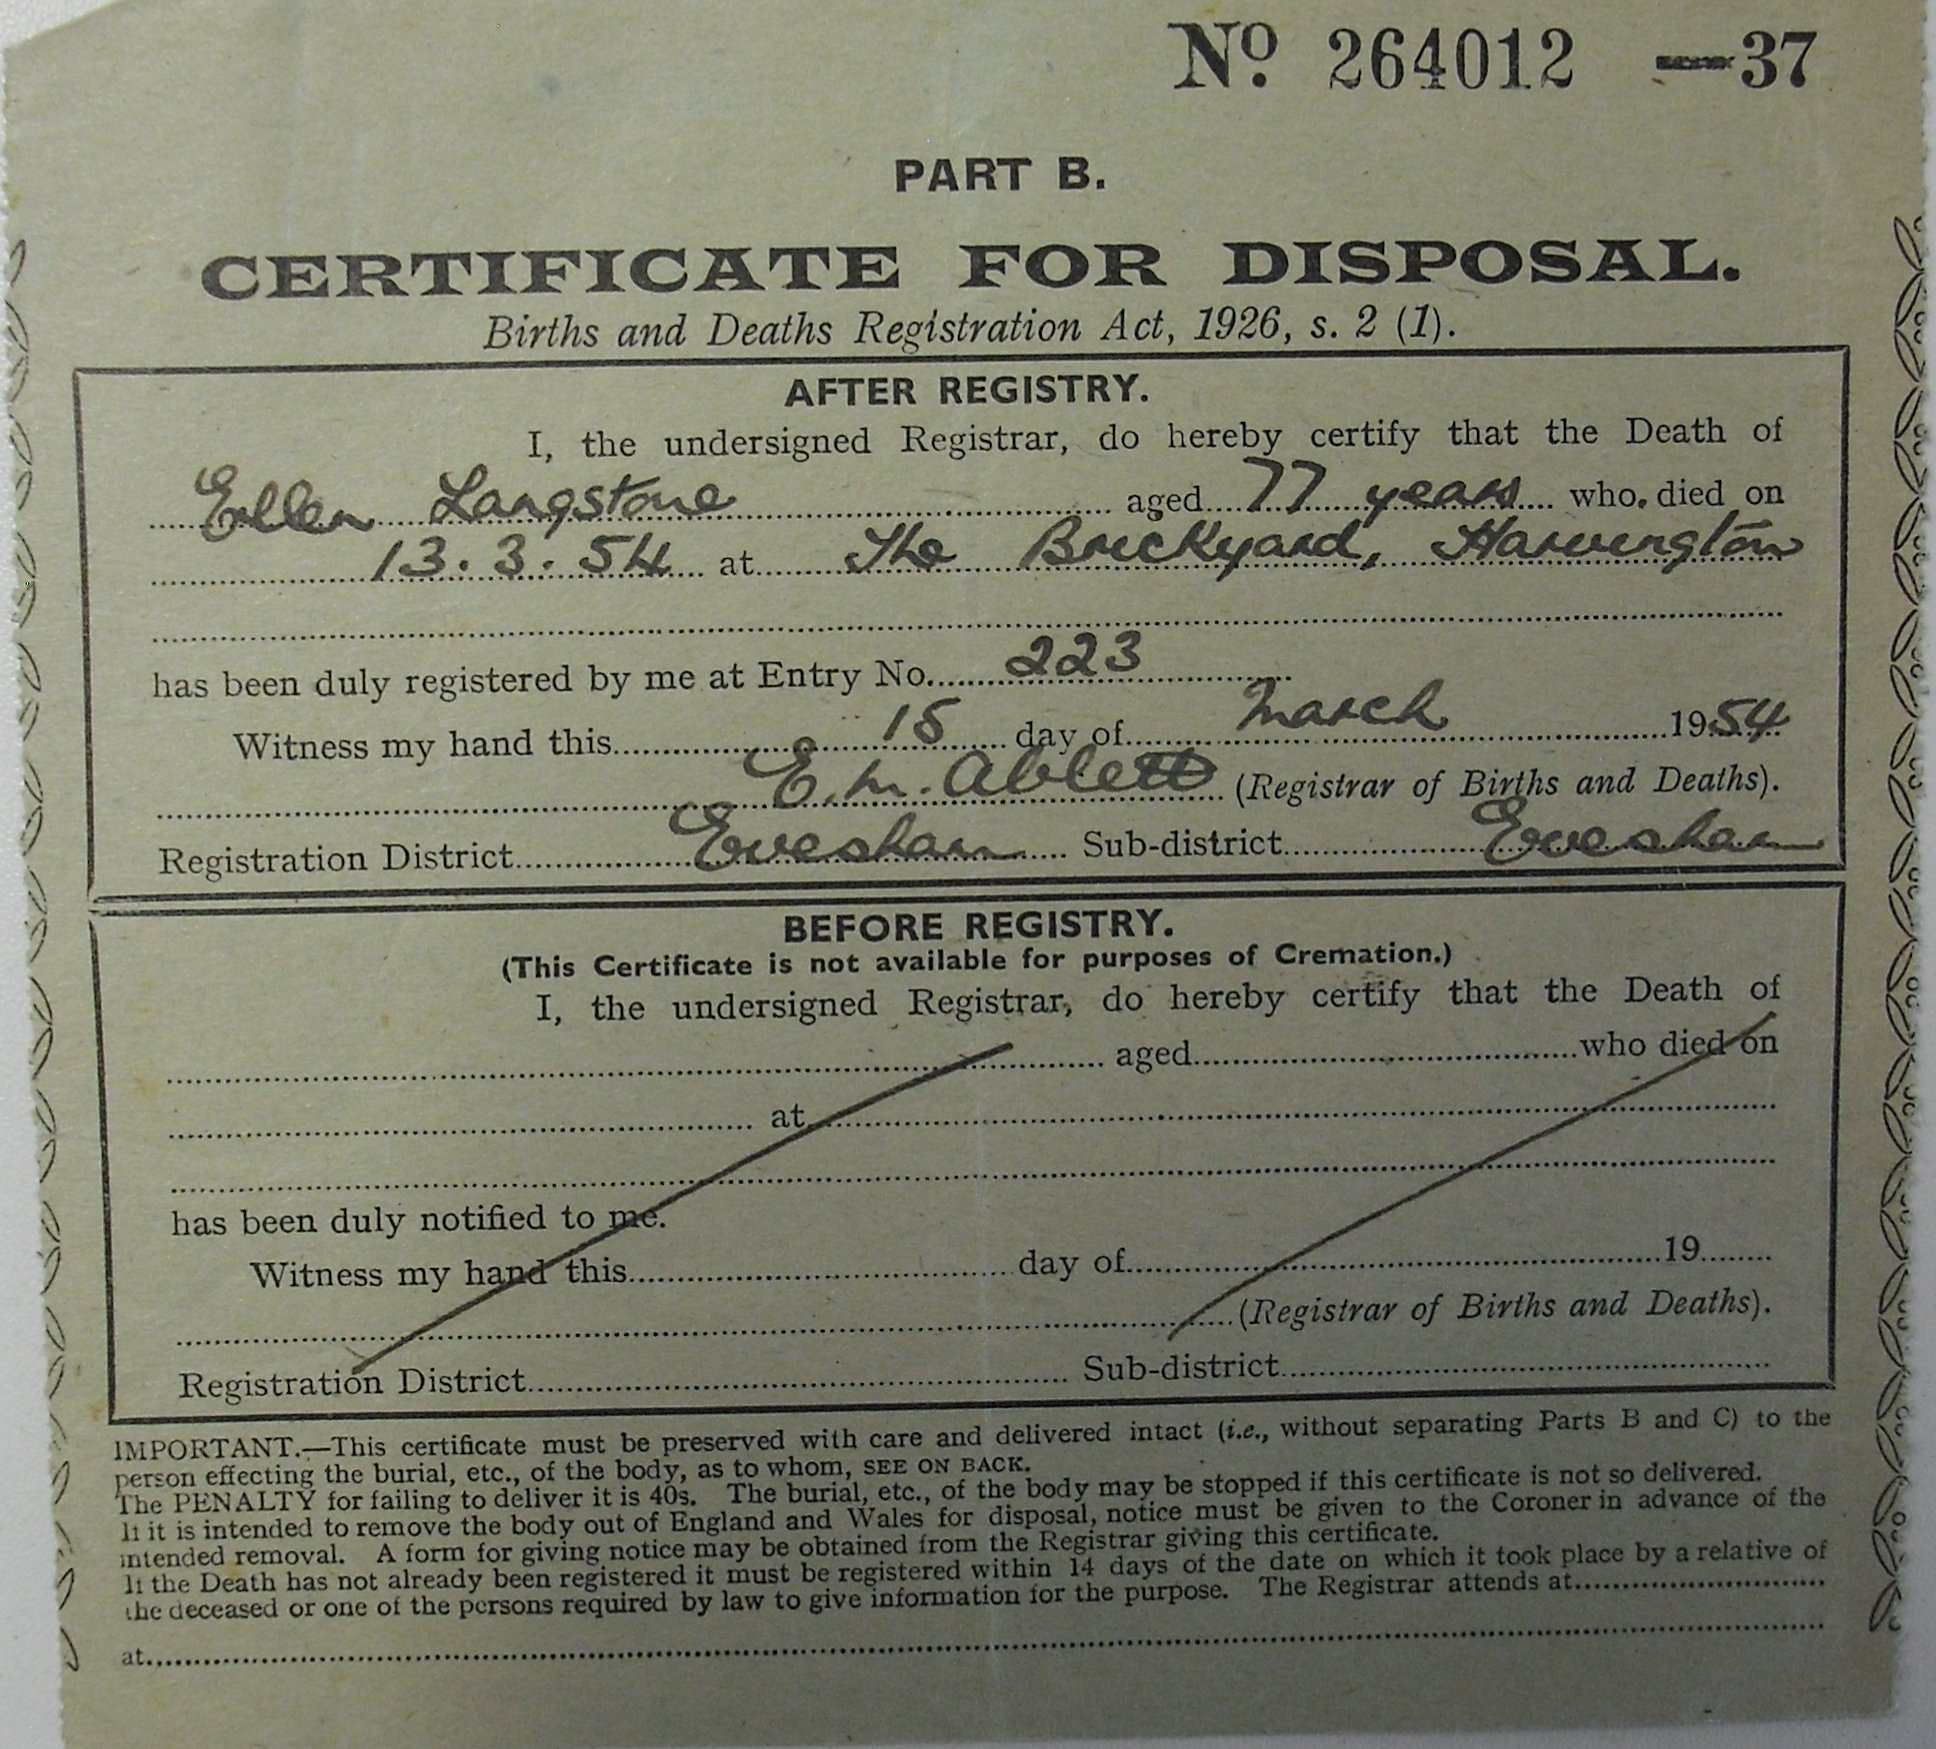 No. 264012 —37
PART B.
CERTIFICATE FOR DISPOSAL.
Births and Deaths Registration Act, 1926, s. 2 (1).
AFTER REGISTRY.
I, the undersigned Registrar, do hereby certify that the Death of
Ellen Langstone aged 77 years who died on
13.3.54 at The Brickyard, Harvington
has been duly registered by me at Entry No. 223
Witness my hand this 15 day of March 1954
E. M. Ablett (Registrar of Births and Deaths).
Registration District Evesham Sub-district Evesham
BEFORE REGISTRY.
(This Certificate is not available for purposes of Cremation.)
I, the undersigned Registrar, do hereby certify that the Death of
aged who died on
at
has been duly notified to me.
Witness my hand this day of 19
(Registrar of Births and Deaths).
Registration District Sub-district
IMPORTANT.—This certificate must be preserved with care and delivered intact (i.e., without separating Parts B and C) to the
person effecting the burial, etc., of the body, as to whom, SEE ON BACK.
The PENALTY for failing to deliver it is 40s. The burial, etc., of the body may be stopped if this certificate is not so delivered.
If it is intended to remove the body out of England and Wales for disposal, notice must be given to the Coroner in advance of the
intended removal. A form for giving notice may be obtained from the Registrar giving this certificate.
If the Death has not already been registered it must be registered within 14 days of the date on which it took place by a relative of
the deceased or one of the persons required by law to give information for the purpose. The Registrar attends at
at